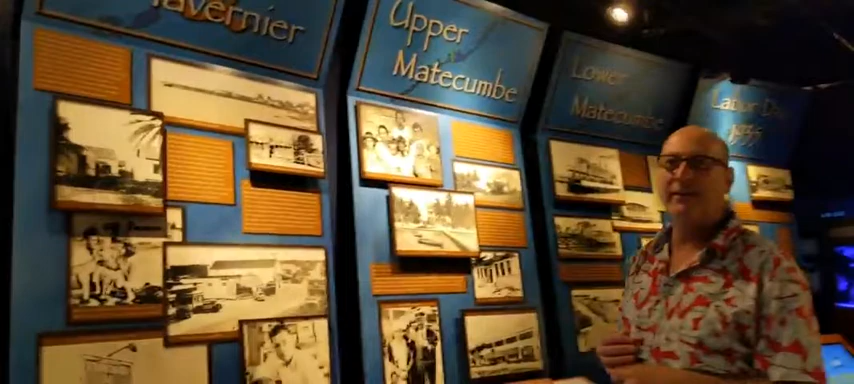 Tavernier
Upper
Matecumbe
Lower
Matecumbe
Labor Day
1935